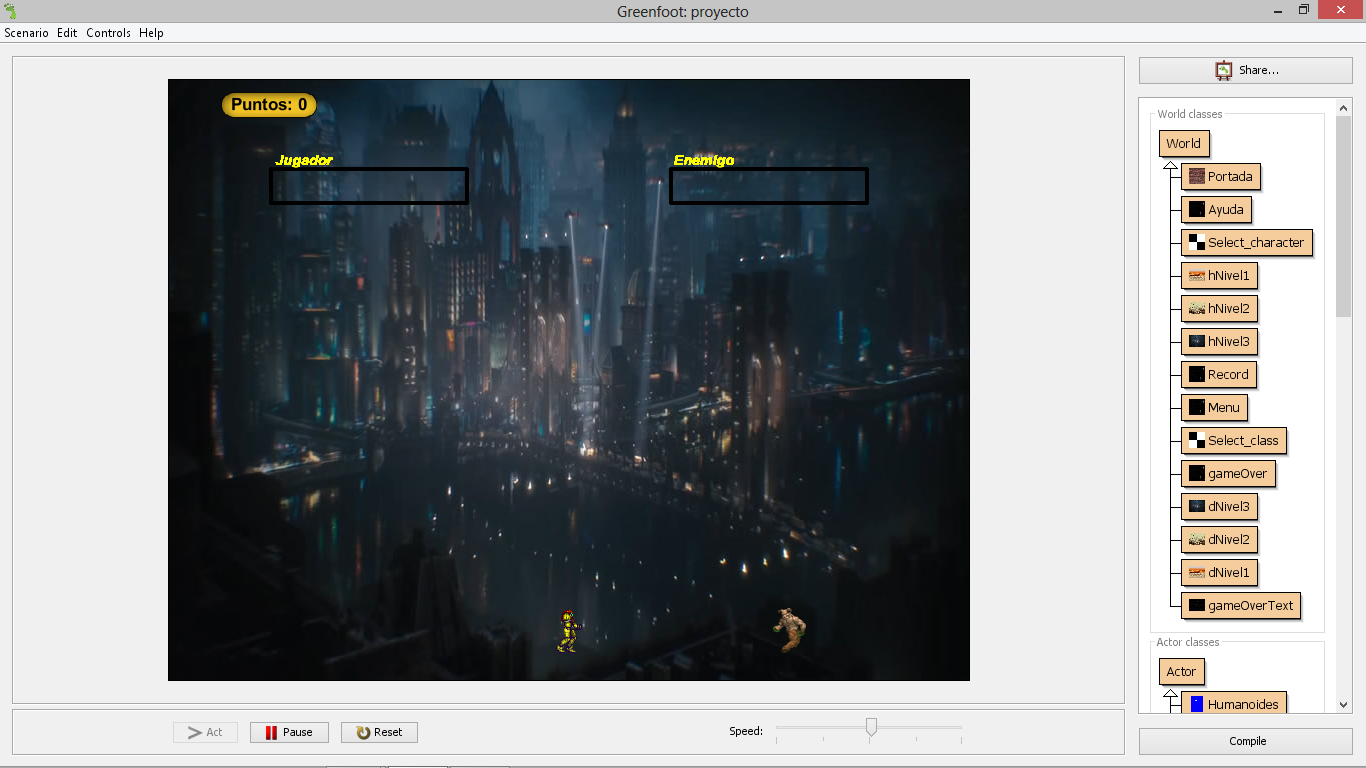 Greenfoot: proyecto
Scenario Edit Controls Help
Share...
Puntos: 0
Jugador
Enemigo
World classes
World
Portada
Ayuda
Select_character
hNivel1
hNivel2
hNivel3
Record
Menu
Select_class
gameOver
dNivel3
dNivel2
dNivel1
gameOverText
Actor classes
Actor
Humanoides
Act
Pause
Reset
Speed:
Compile